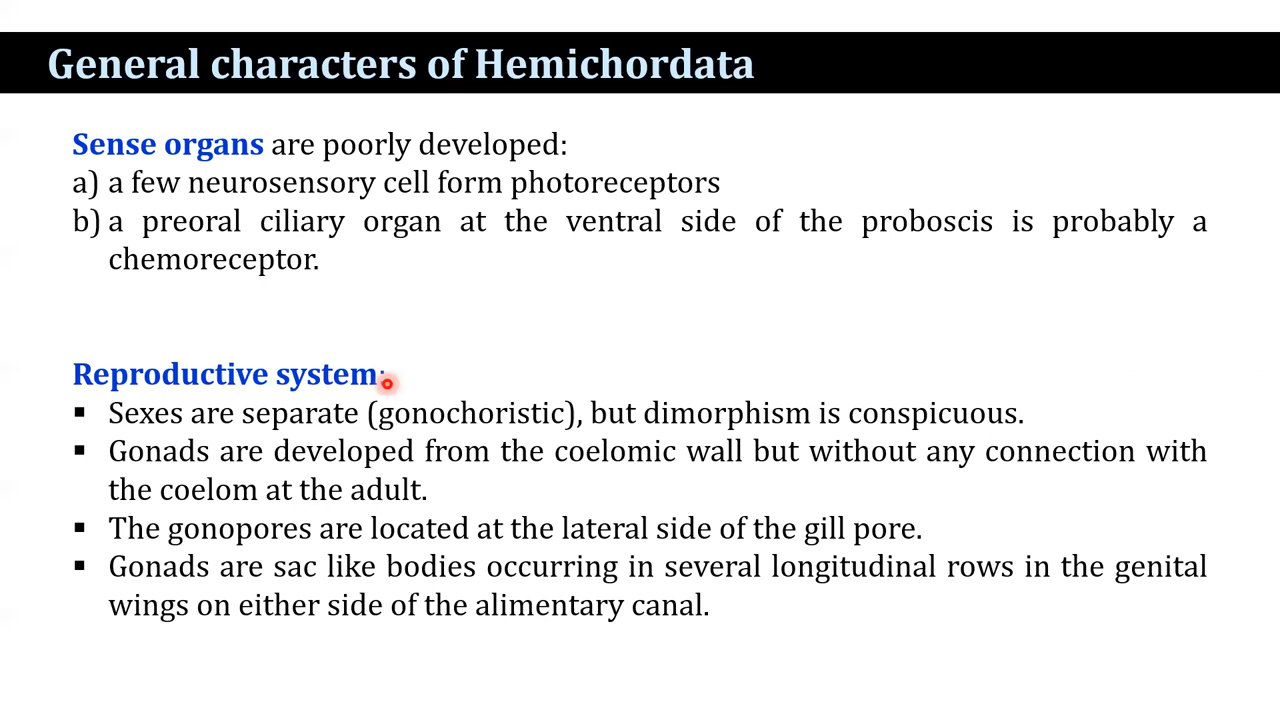 General characters of Hemichordata
Sense organs are poorly developed:
a) a few neurosensory cell form photoreceptors
b) a preoral ciliary organ at the ventral side of the proboscis is probably a
chemoreceptor.
Reproductive system:
▪ Sexes are separate (gonochoristic), but dimorphism is conspicuous.
▪ Gonads are developed from the coelomic wall but without any connection with
the coelom at the adult.
▪ The gonopores are located at the lateral side of the gill pore.
▪ Gonads are sac like bodies occurring in several longitudinal rows in the genital
wings on either side of the alimentary canal.